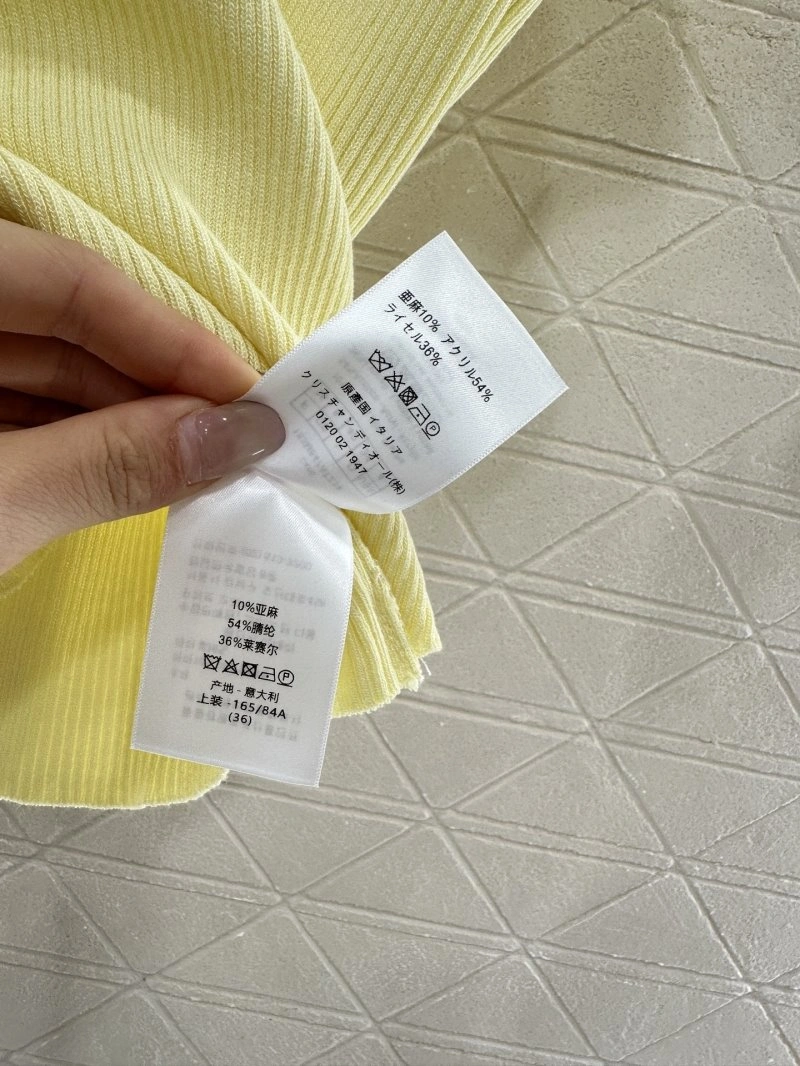 亜麻10% アクリル54%
ライセル36%
P
原産国 イタリア
クリスチャン ディオール(株)
0120 02 1947
10%亚麻
54%腈纶
36%莱赛尔
P
产地 - 意大利
上装 -165/84A
(36)